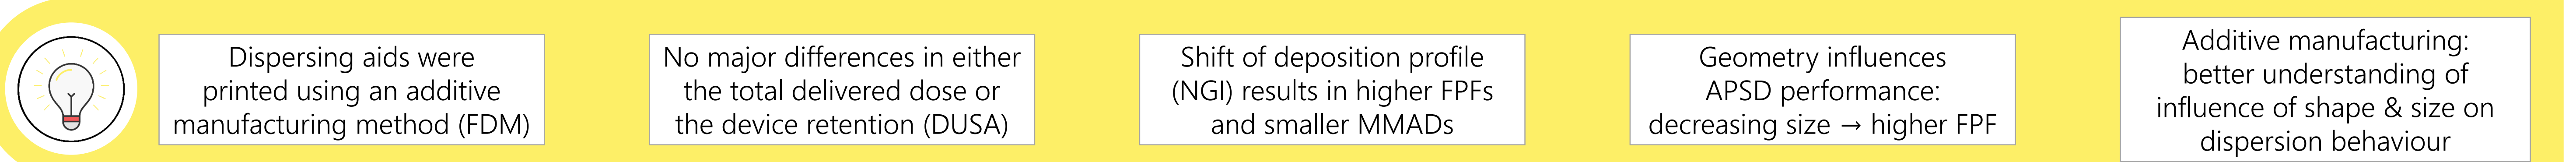 Dispersing aids were
printed using an additive
manufacturing method (FDM)
No major differences in either
the total delivered dose or
the device retention (DUSA)
Shift of deposition profile
(NGI) results in higher FPFs
and smaller MMADs
Geometry influences
APSD performance:
decreasing size → higher FPF
Additive manufacturing:
better understanding of
influence of shape & size on
dispersion behaviour